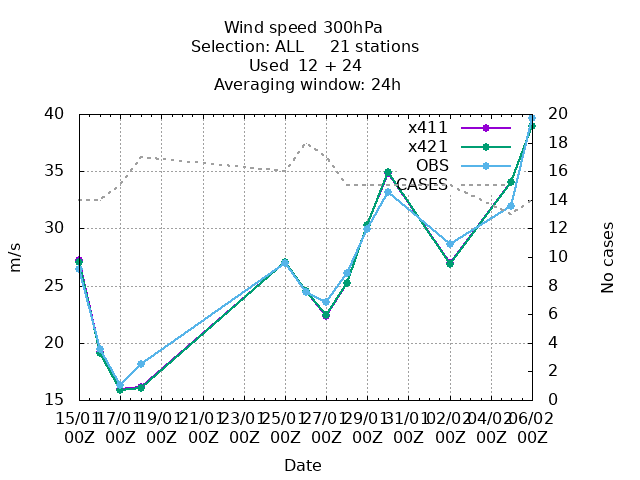 Wind speed 300hPa
Selection: ALL     21 stations
Used  12 + 24
Averaging window: 24h
x411
x421
OBS
CASES
40
35
30
25
20
15
m/s
20
18
16
14
12
10
8
6
4
2
0
No cases
15/01 17/01 19/01 21/01 23/01 25/01 27/01 29/01 31/01 02/02 04/02 06/02
00Z 00Z 00Z 00Z 00Z 00Z 00Z 00Z 00Z 00Z 00Z 00Z
Date